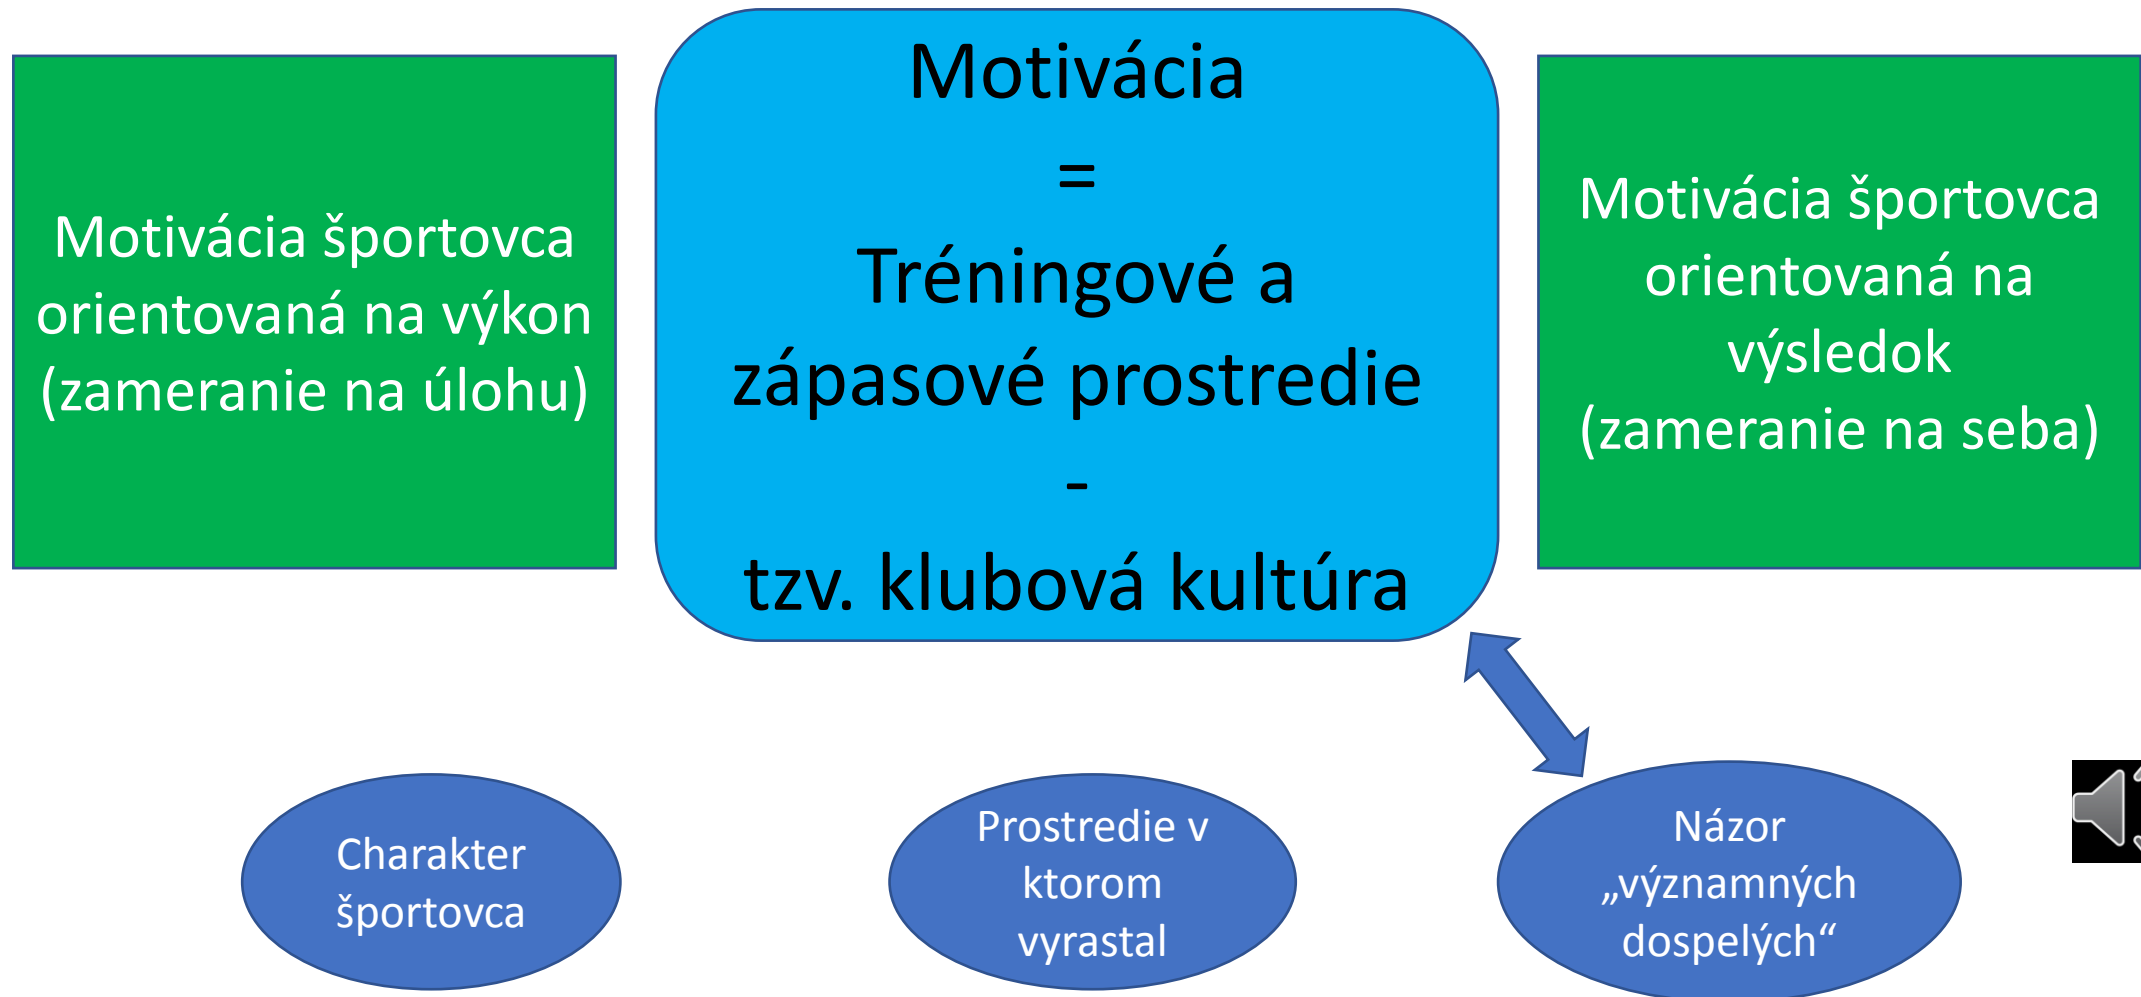 Motivácia športovca
orientovaná na výkon
(zameranie na úlohu)
Motivácia
=
Tréningové a
zápasové prostredie
-
tzv. klubová kultúra
Motivácia športovca
orientovaná na
výsledok
(zameranie na seba)
Charakter
športovca
Prostredie v
ktorom
vyrastal
Názor
„významných
dospelých“